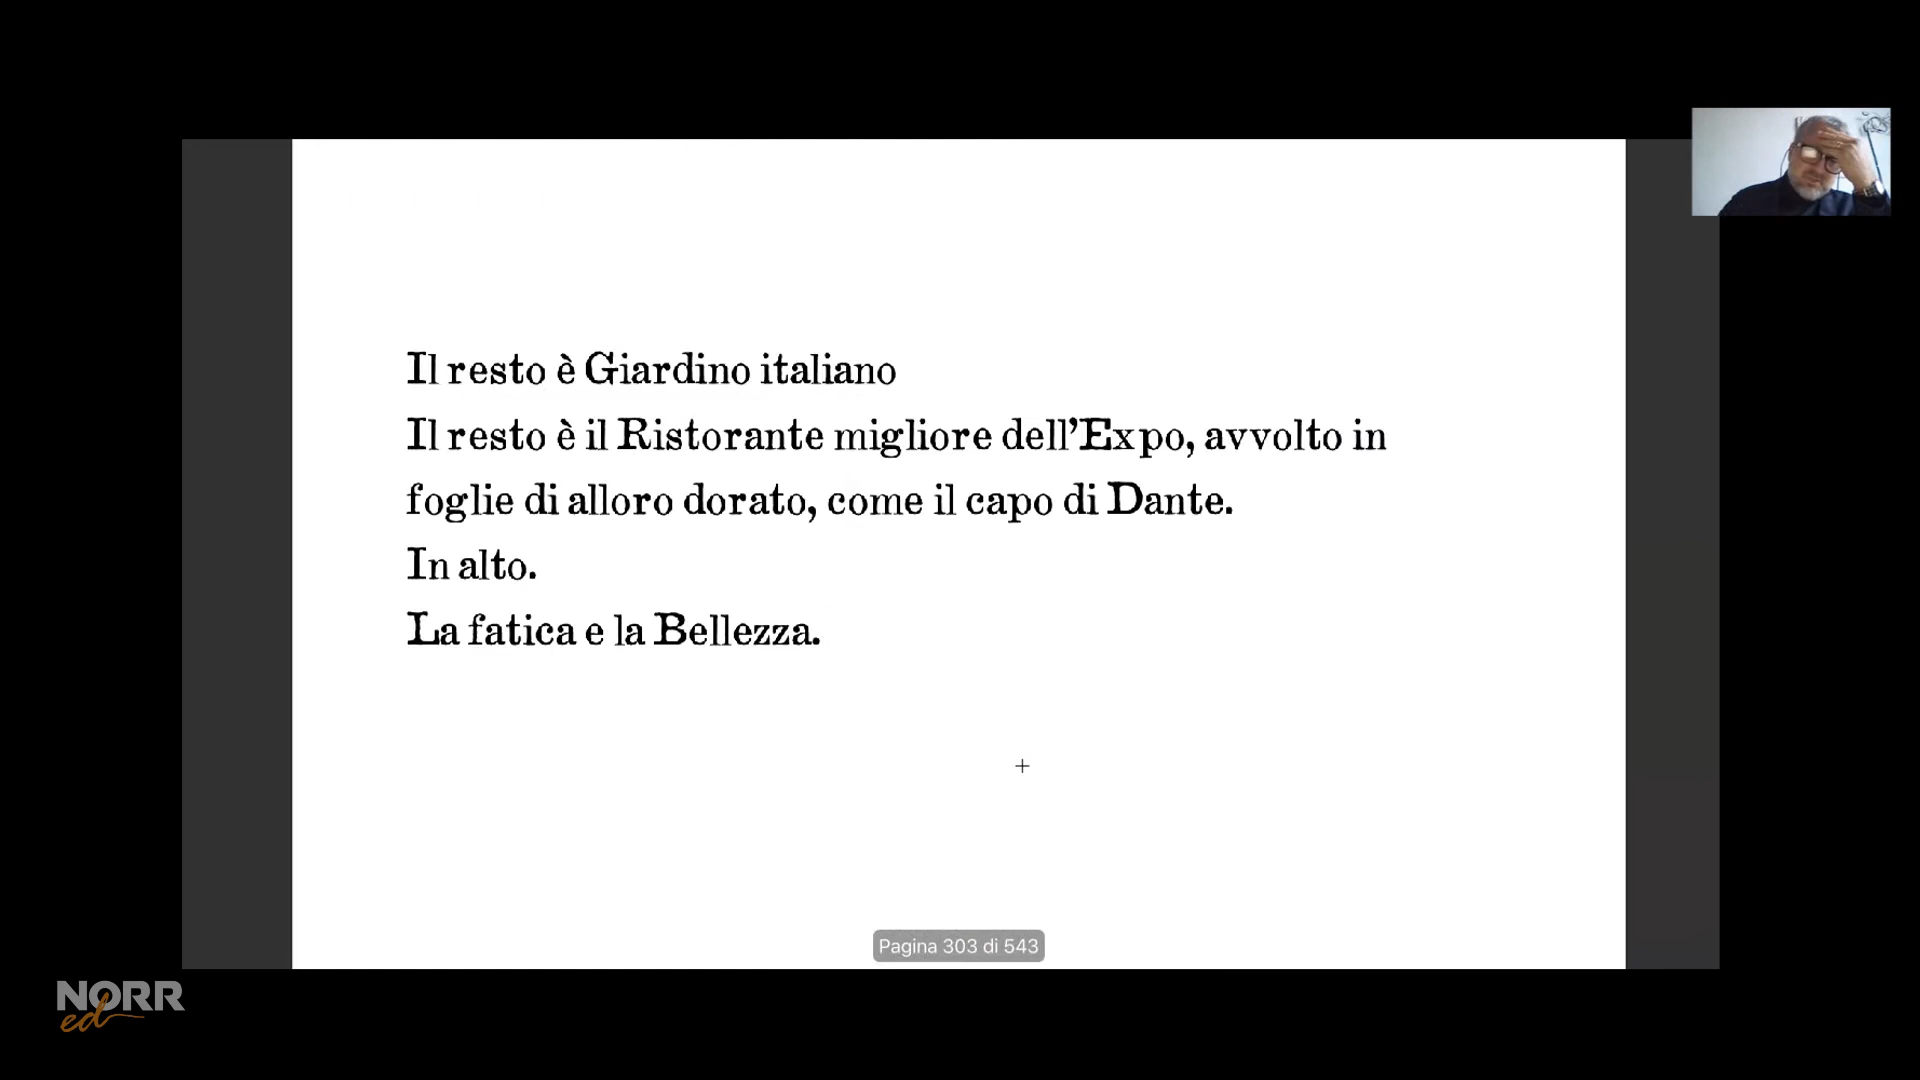 Il resto è Giardino italiano
Il resto è il Ristorante migliore dell’Expo, avvolto in
foglie di alloro dorato, come il capo di Dante.
In alto.
La fatica e la Bellezza.
Pagina 303 di 543
NORR
ed